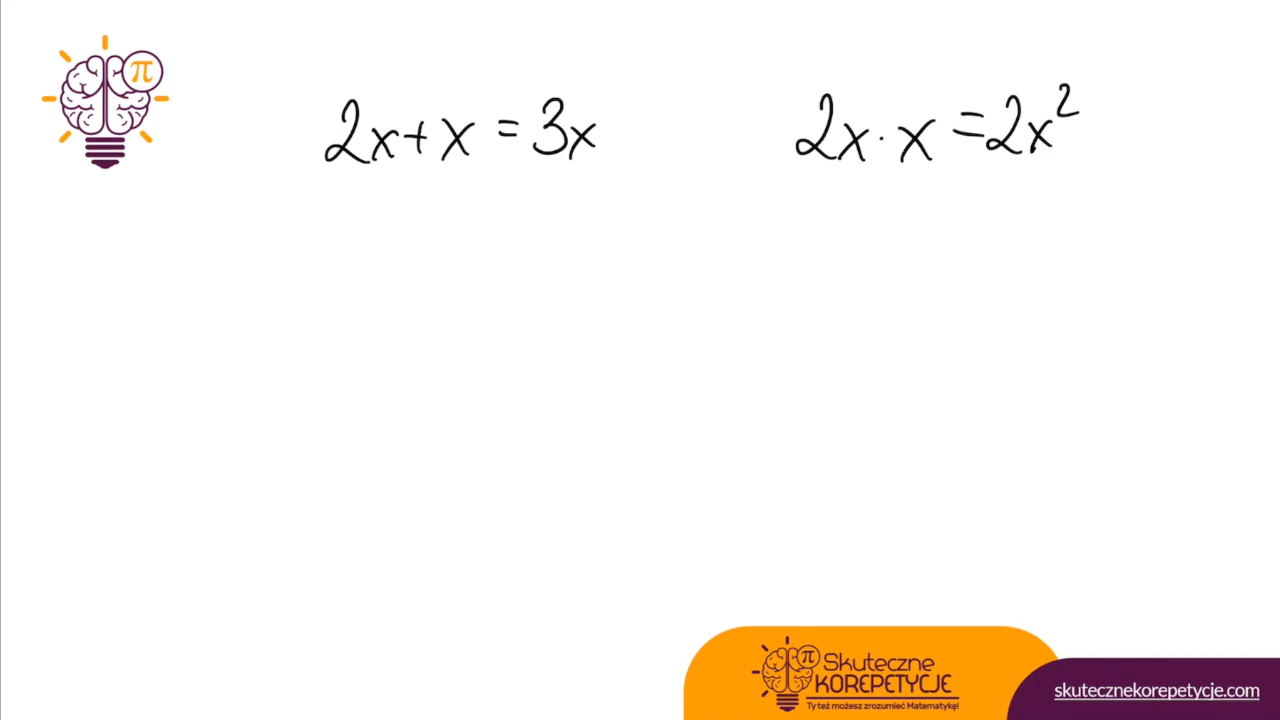 π
2x+x=3x
2x·x=2x²
π
Skuteczne
KOREPETYCJE
Ty też możesz zrozumieć Matematykę!
skutecznekorepetycje.com